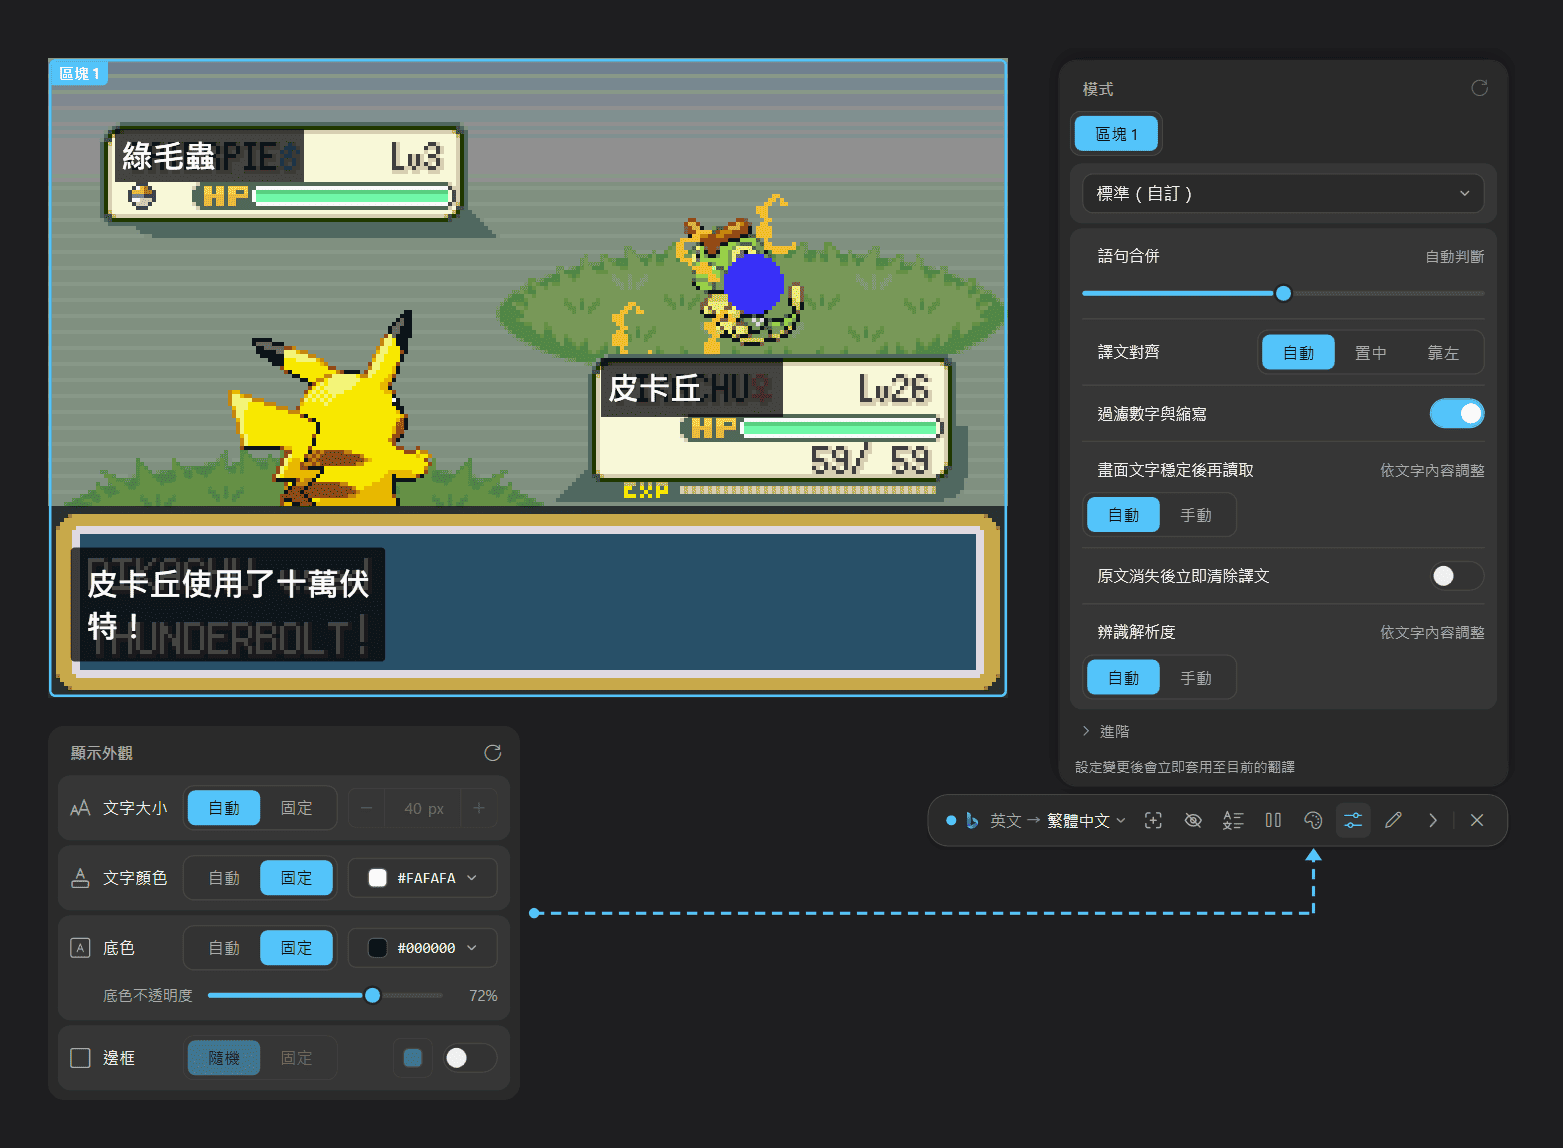 區塊 1
綠毛蟲
Lv3
HP
皮卡丘
Lv26
HP
59/ 59
EXP
皮卡丘使用了十萬伏
特！
THUNDERBOLT!
模式
區塊 1
標準 ( 自訂 )
語句合併
自動判斷
譯文對齊
自動
置中
靠左
過濾數字與縮寫
畫面文字穩定後再讀取
依文字內容調整
自動
手動
原文消失後立即清除譯文
辨識解析度
依文字內容調整
自動
手動
進階
設定變更後會立即套用至目前的翻譯
英文 → 繁體中文
顯示外觀
文字大小
自動
固定
− 40 px +
文字顏色
自動
固定
#FAFAFA
底色
自動
固定
#000000
底色不透明度
72%
邊框
隨機
固定